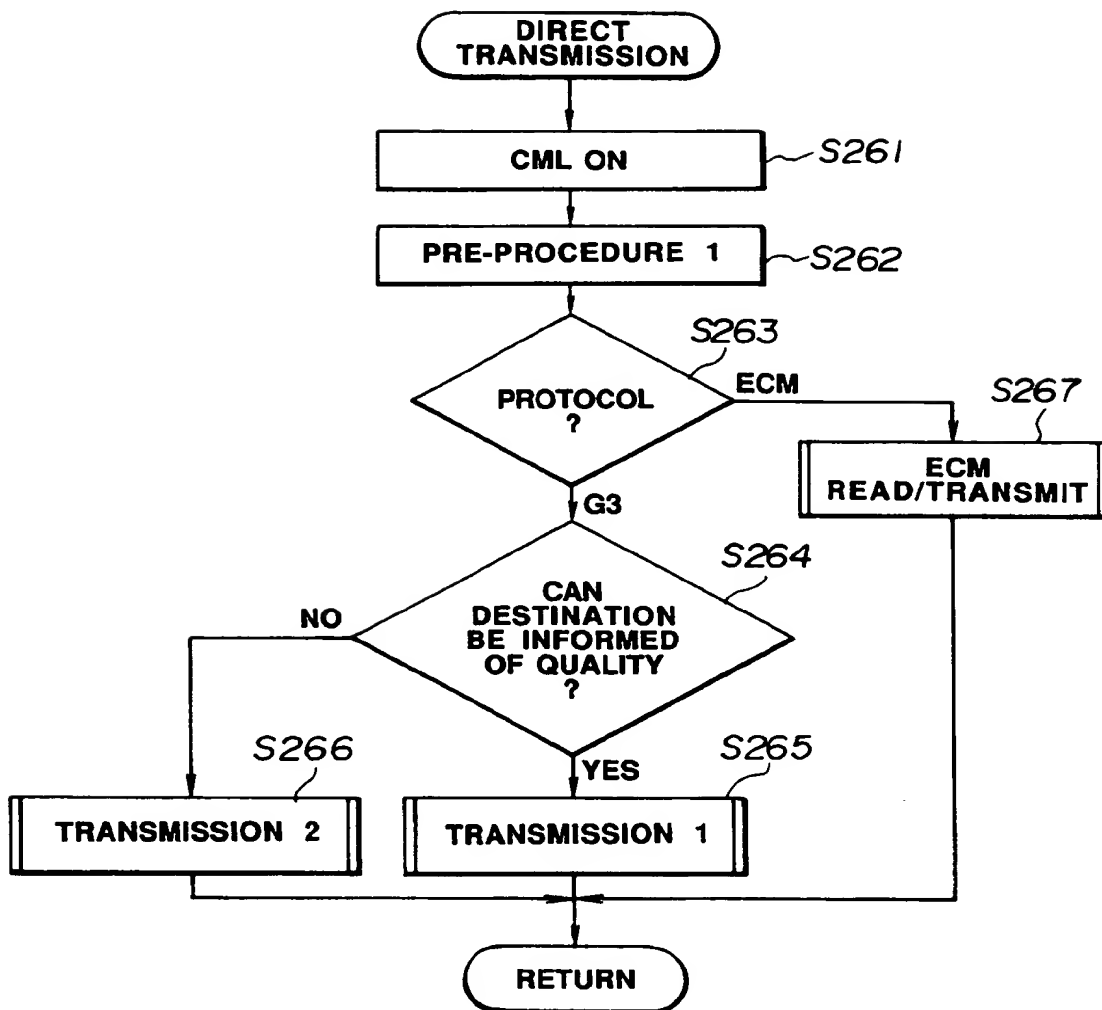 DIRECT
TRANSMISSION
CML ON
S261
PRE-PROCEDURE 1
S262
S263
PROTOCOL
?
ECM
S267
ECM
READ/TRANSMIT
G3
S264
CAN
DESTINATION
BE INFORMED
OF QUALITY
?
NO
YES
S266
TRANSMISSION 2
S265
TRANSMISSION 1
RETURN